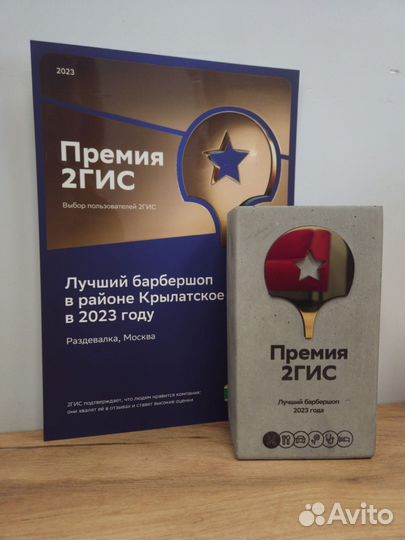 2023
Премия
2ГИС
Выбор пользователей 2ГИС
Лучший барбершоп
в районе Крылатское
в 2023 году
Раздевалка, Москва
2ГИС подтверждает, что людям нравится компания:
они хвалят её в отзывах и ставят высокие оценки
Премия
2ГИС
Лучший барбершоп
2023 года
Avito